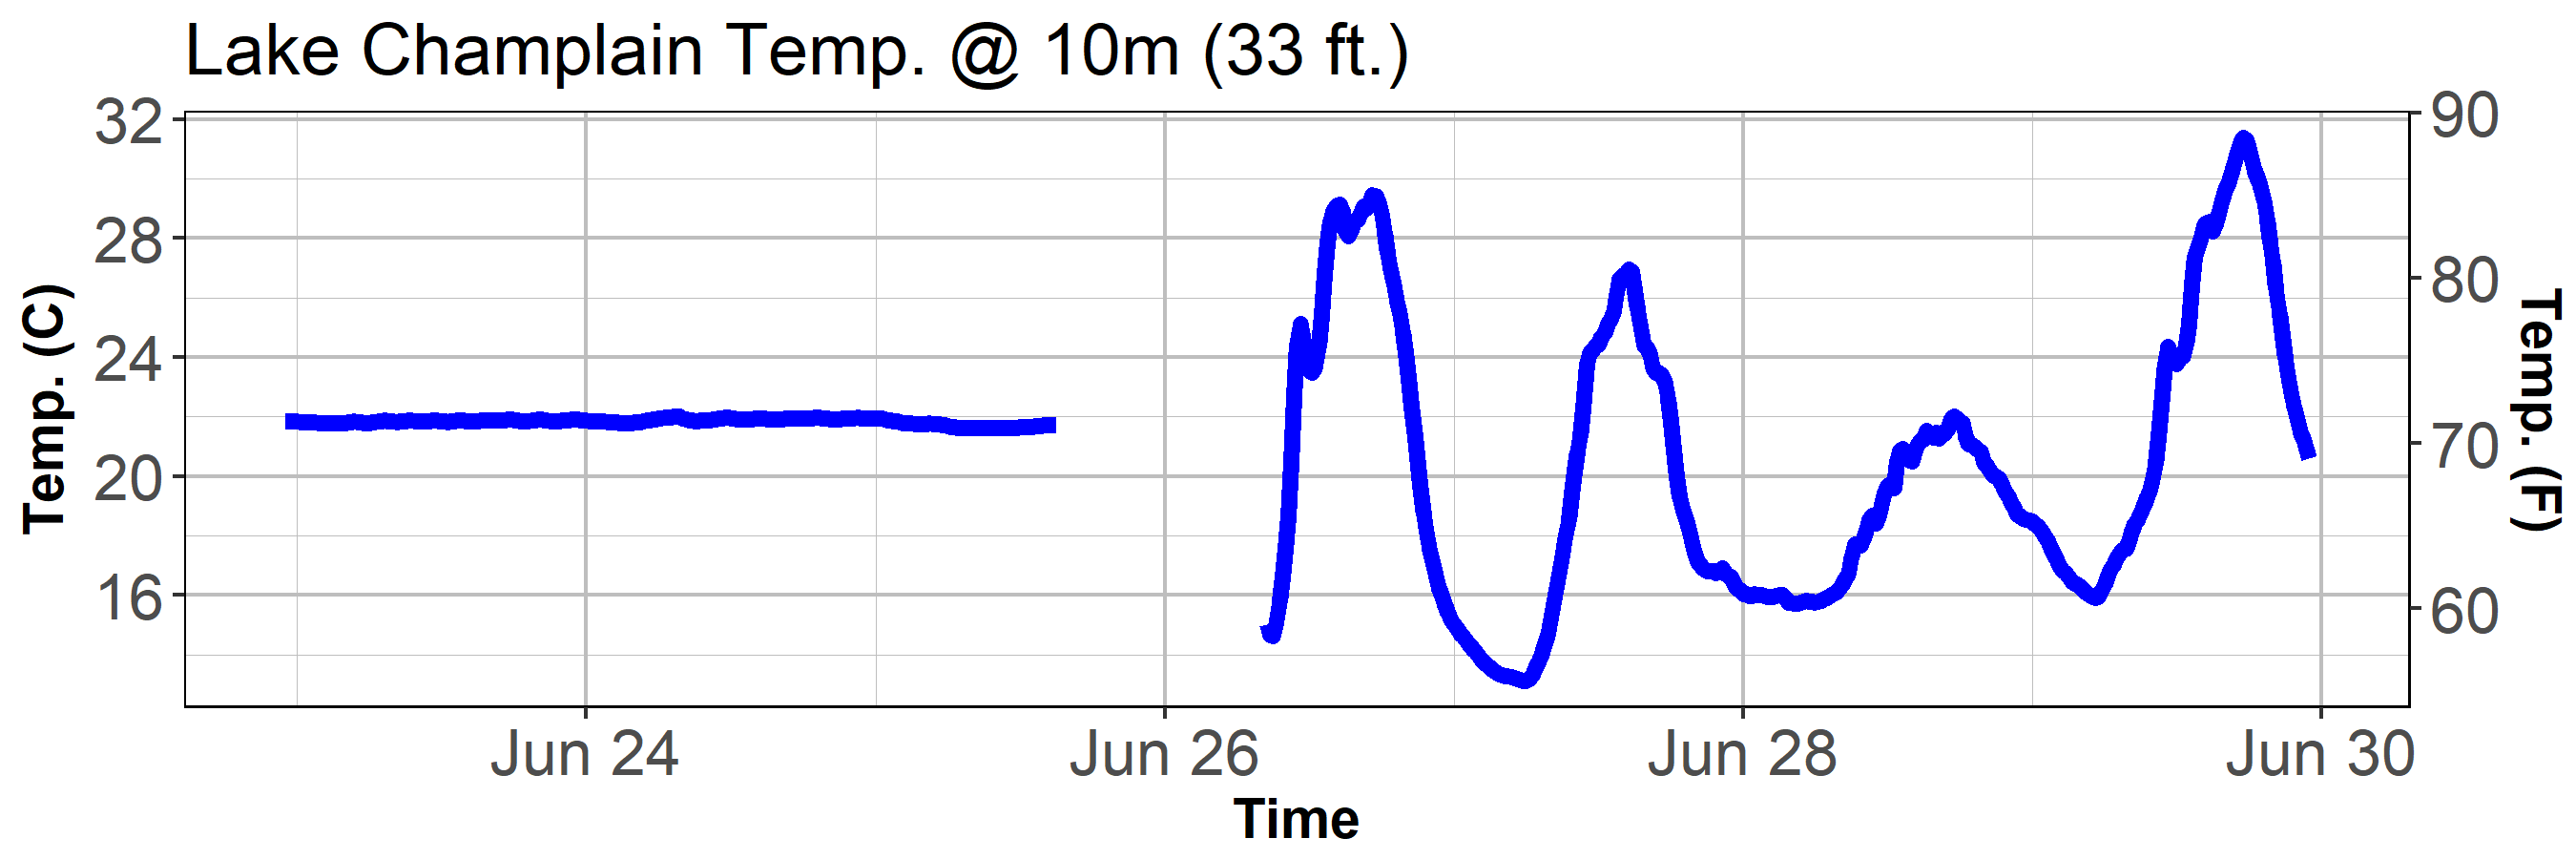 Lake Champlain Temp. @ 10m (33 ft.)
32
28
24
20
16
Temp. (C)
90
80
70
60
Temp. (F)
Jun 24
Jun 26
Jun 28
Jun 30
Time